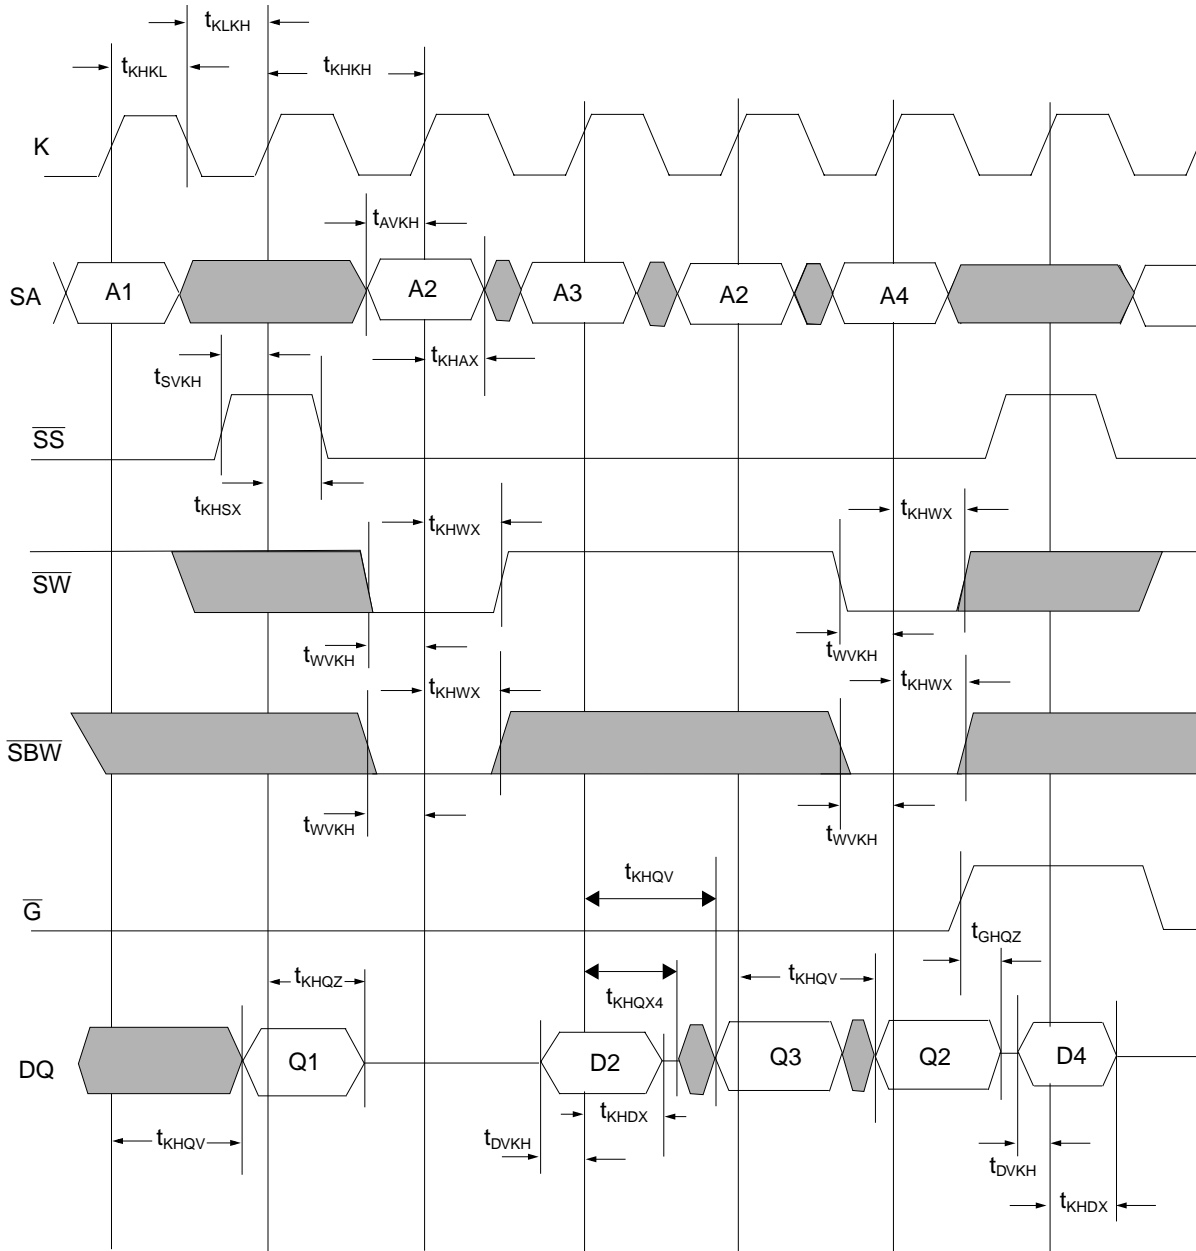 tKLKH
tKHKL
tKHKH
K
tAVKH
SA
A1
A2
A3
A2
A4
tKHAX
tSVKH
SS
tKHSX
tKHWX
tKHWX
SW
tWVKH
tWVKH
tKHWX
tKHWX
SBW
tWVKH
tWVKH
tKHQV
G
tGHQZ
tKHQZ
tKHQX4
tKHQV
DQ
Q1
D2
Q3
Q2
D4
tKHDX
tKHQV
tDVKH
tDVKH
tKHDX